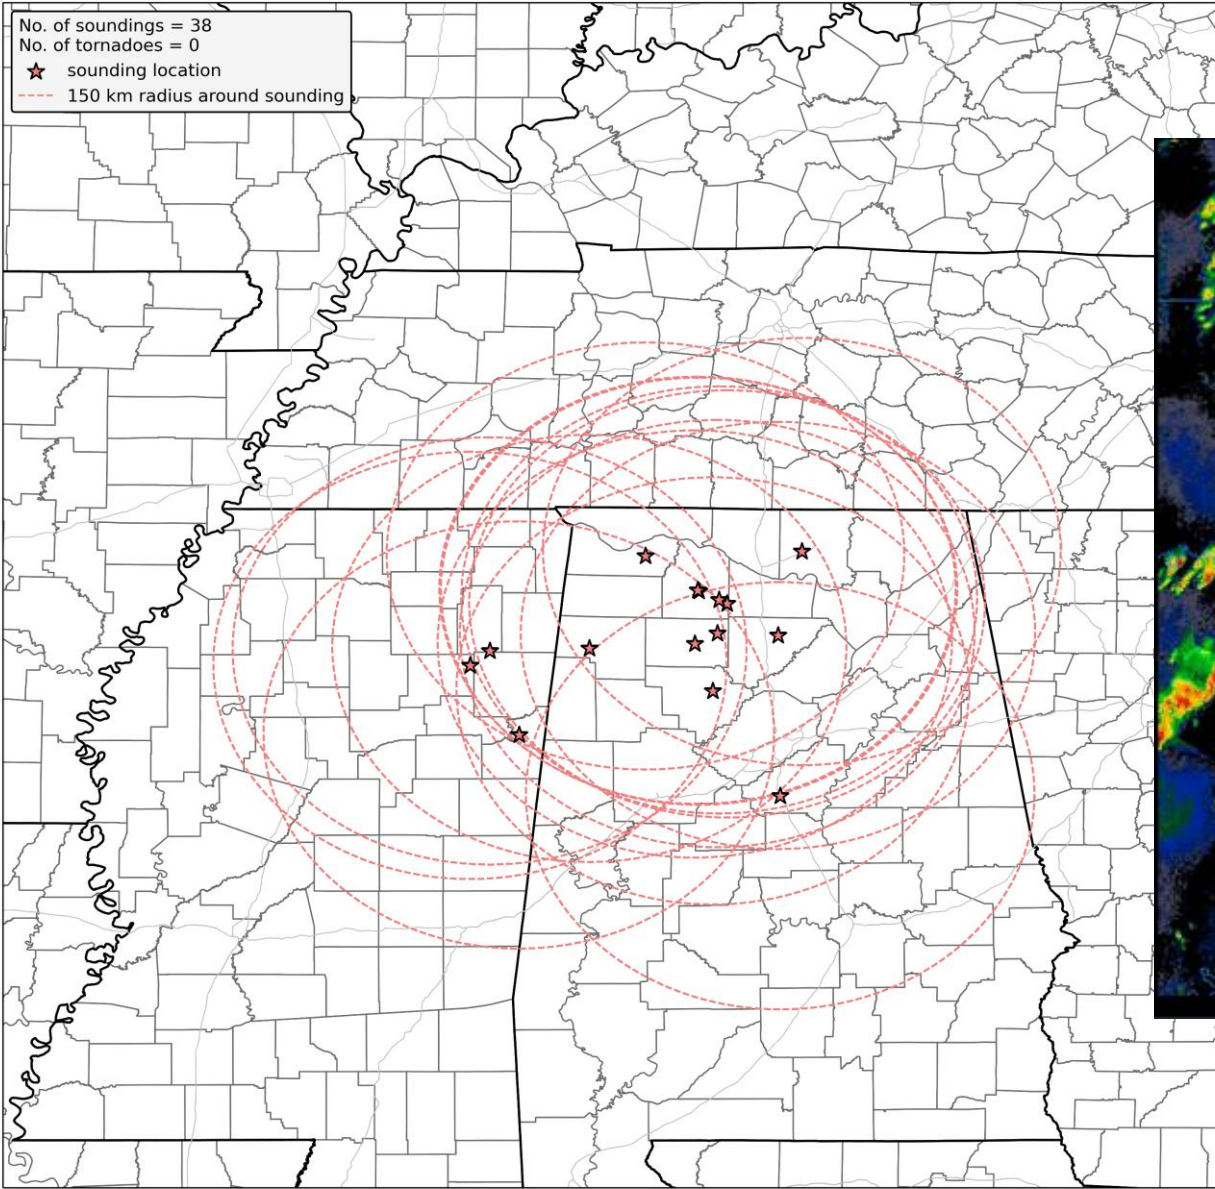 No. of soundings = 38
No. of tornadoes = 0
sounding location
150 km radius around sounding